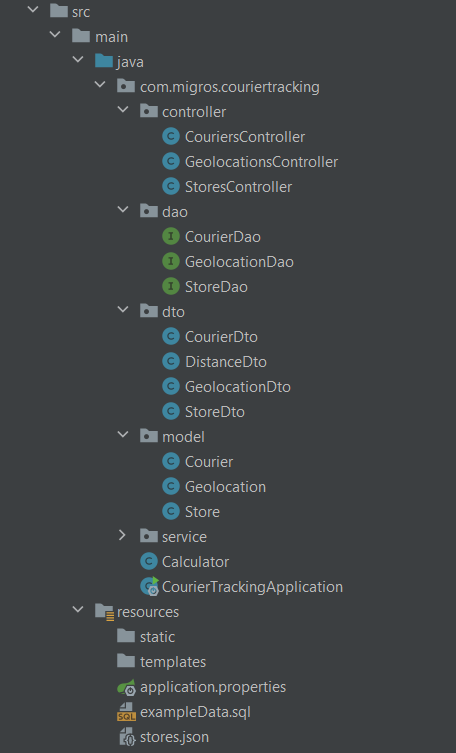 src
main
java
com.migros.couriertracking
controller
C CouriersController
C GeolocationsController
C StoresController
dao
I CourierDao
I GeolocationDao
I StoreDao
dto
C CourierDto
C DistanceDto
C GeolocationDto
C StoreDto
model
C Courier
C Geolocation
C Store
service
C Calculator
C CourierTrackingApplication
resources
static
templates
application.properties
SQL exampleData.sql
stores.json